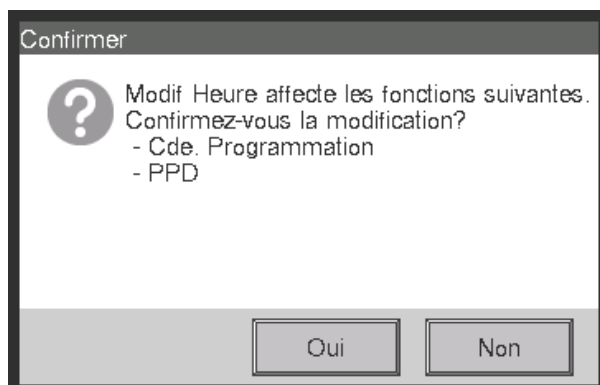 Confirmer
Modif Heure affecte les fonctions suivantes.
Confirmez-vous la modification?
- Cde. Programmation
- PPD
Oui
Non